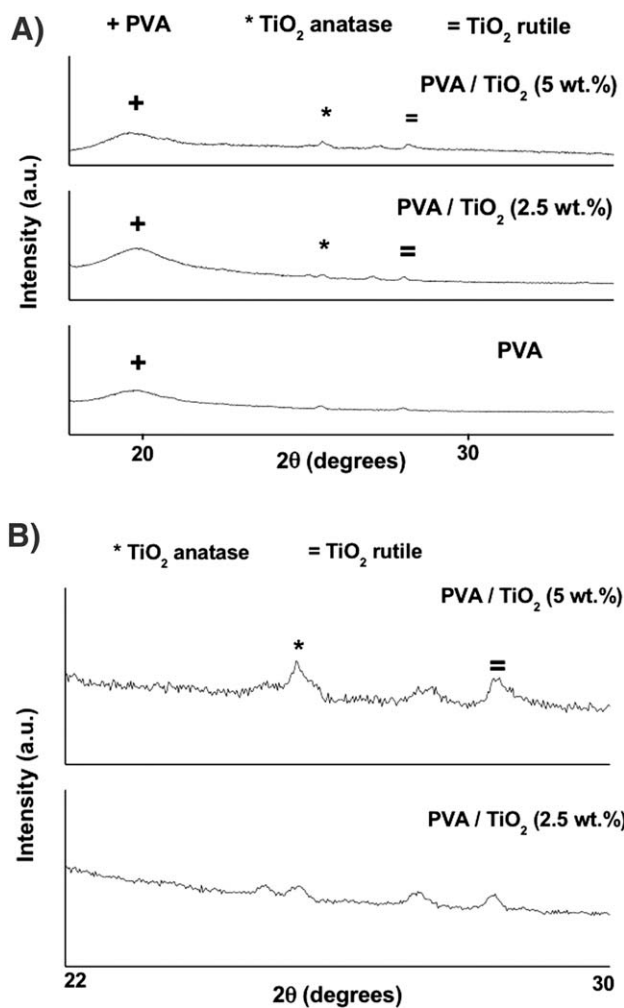 A)
+ PVA * TiO₂ anatase = TiO₂ rutile
PVA / TiO₂ (5 wt.%)
+
*
=
PVA / TiO₂ (2.5 wt.%)
+
*
=
PVA
+
Intensity (a.u.)
20 30
2θ (degrees)
B)
* TiO₂ anatase = TiO₂ rutile
PVA / TiO₂ (5 wt.%)
*
=
PVA / TiO₂ (2.5 wt.%)
Intensity (a.u.)
22 30
2θ (degrees)